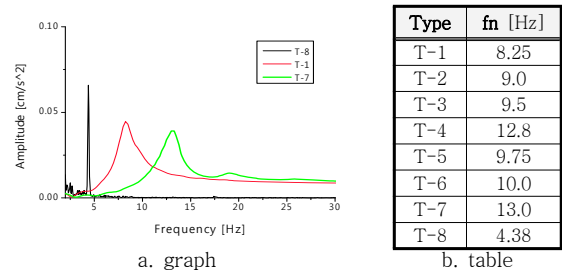 0.10
0.05
0.00
Amplitude [cm/s^2]
5 10 15 20 25 30
Frequency [Hz]
T-8
T-1
T-7
a. graph
Type fn [Hz]
T-1 8.25
T-2 9.0
T-3 9.5
T-4 12.8
T-5 9.75
T-6 10.0
T-7 13.0
T-8 4.38
b. table